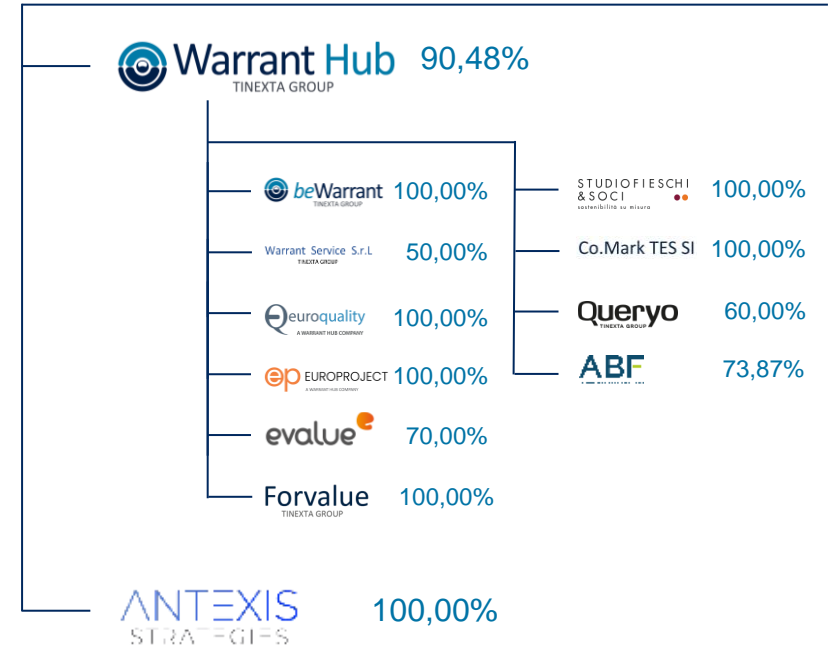 Warrant Hub 90,48%
TINEXTA GROUP
beWarrant 100,00%
TINEXTA GROUP
Warrant Service S.r.L 50,00%
TINEXTA GROUP
euroquality 100,00%
A WARRANT HUB COMPANY
ep EUROPROJECT 100,00%
A WARRANT HUB COMPANY
evalue e 70,00%
Forvalue 100,00%
TINEXTA GROUP
STUDIOFIESCHI
&SOCI 100,00%
sostenibilità su misura
Co.Mark TES SI 100,00%
Queryo 60,00%
TINEXTA GROUP
ABF 73,87%
ANTEXIS 100,00%
STRATEGIES